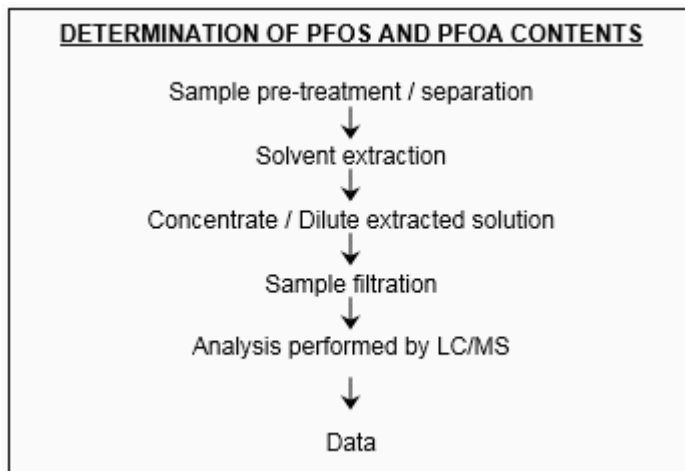 DETERMINATION OF PFOS AND PFOA CONTENTS
Sample pre-treatment / separation
Solvent extraction
Concentrate / Dilute extracted solution
Sample filtration
Analysis performed by LC/MS
Data